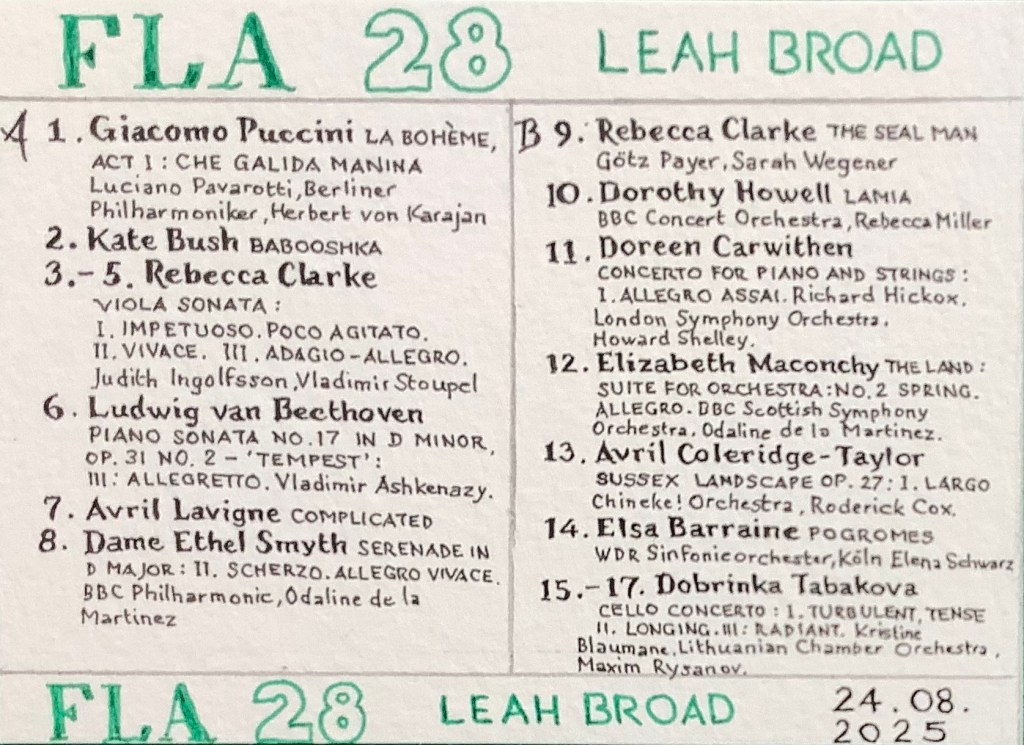 FLA 28 LEAH BROAD
A 1. Giacomo Puccini LA BOHÈME,
ACT I: CHE GALIDA MANINA
Luciano Pavarotti, Berliner
Philharmoniker, Herbert von Karajan
2. Kate Bush BABOOSHKA
3.-5. Rebecca Clarke
VIOLA SONATA:
I. IMPETUOSO. POCO AGITATO.
II. VIVACE. III. ADAGIO-ALLEGRO.
Judith Ingolfsson, Vladimir Stoupel
6. Ludwig van Beethoven
PIANO SONATA NO.17 IN D MINOR,
OP. 31 NO. 2 – 'TEMPEST':
III: ALLEGRETTO. Vladimir Ashkenazy.
7. Avril Lavigne COMPLICATED
8. Dame Ethel Smyth SERENADE IN
D MAJOR: II. SCHERZO. ALLEGRO VIVACE.
BBC Philharmonic, Odaline de la
Martinez
B 9. Rebecca Clarke THE SEAL MAN
Götz Payer, Sarah Wegener
10. Dorothy Howell LAMIA
BBC Concert Orchestra, Rebecca Miller
11. Doreen Carwithen
CONCERTO FOR PIANO AND STRINGS:
I. ALLEGRO ASSAI. Richard Hickox,
London Symphony Orchestra,
Howard Shelley.
12. Elizabeth Maconchy THE LAND:
SUITE FOR ORCHESTRA: NO. 2 SPRING.
ALLEGRO. BBC Scottish Symphony
Orchestra, Odaline de la Martinez.
13. Avril Coleridge-Taylor
SUSSEX LANDSCAPE OP. 27: I. LARGO
Chineke! Orchestra, Roderick Cox.
14. Elsa Barraine POGROMES
WDR Sinfonieorchester, Köln Elena Schwarz
15.-17. Dobrinka Tabakova
CELLO CONCERTO: I. TURBULENT, TENSE
II. LONGING. III: RADIANT. Kristine
Blaumane, Lithuanian Chamber Orchestra,
Maxim Rysanov.
FLA 28 LEAH BROAD 24.08.
2025